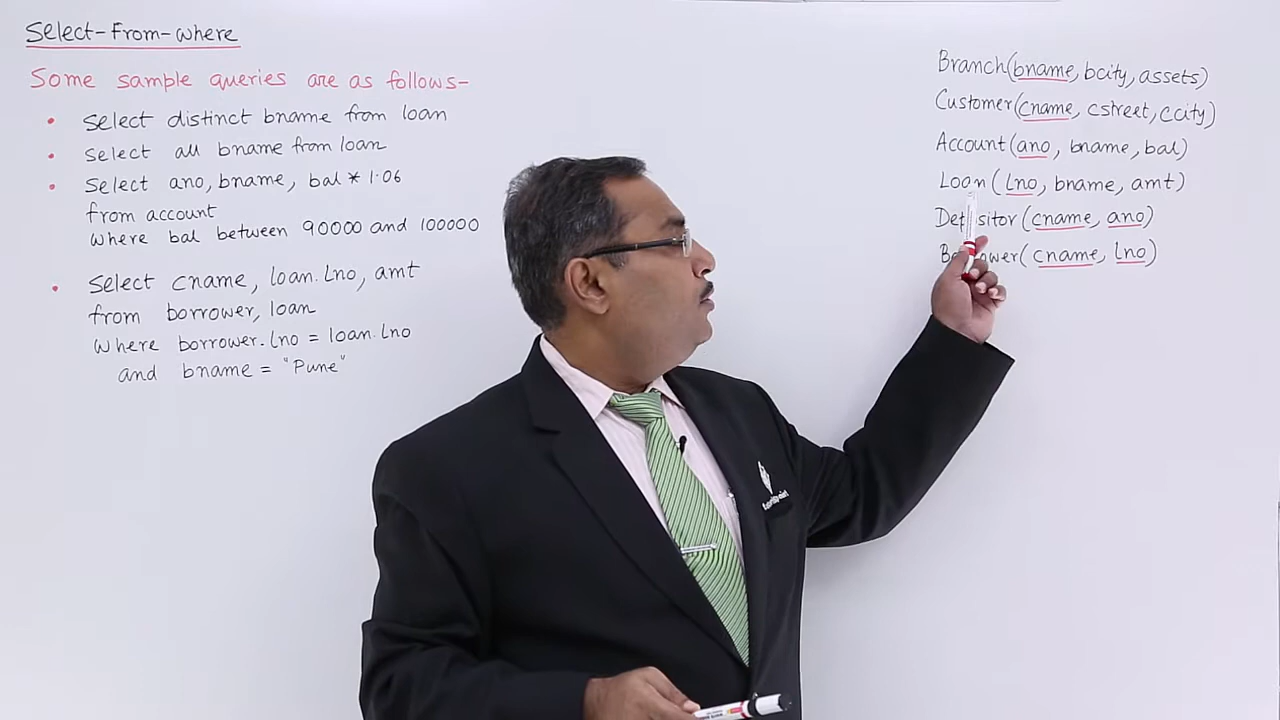 Select-From-where
Some sample queries are as follows-
• Select distinct bname from loan
• Select all bname from loan
• Select ano, bname, bal * 1.06
from account
where bal between 90000 and 100000
• Select cname, loan.Lno, amt
from borrower, loan
where borrower.Lno = loan.Lno
and bname = "Pune"
Branch(bname, bcity, assets)
Customer(cname, cstreet, ccity)
Account(ano, bname, bal)
Loan(Lno, bname, amt)
Depositor(cname, ano)
Borrower(cname, Lno)